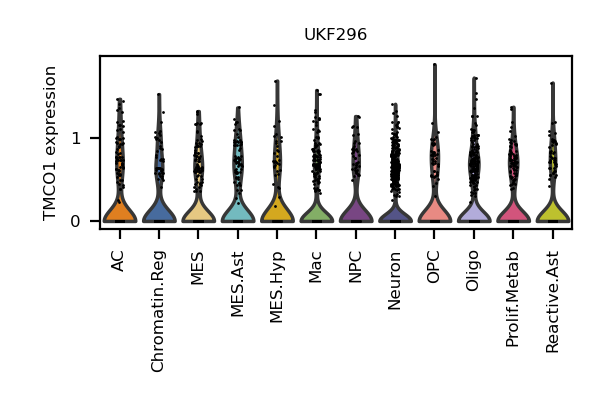 UKF296
TMCO1 expression
1
0
AC
Chromatin.Reg
MES
MES.Ast
MES.Hyp
Mac
NPC
Neuron
OPC
Oligo
Prolif.Metab
Reactive.Ast